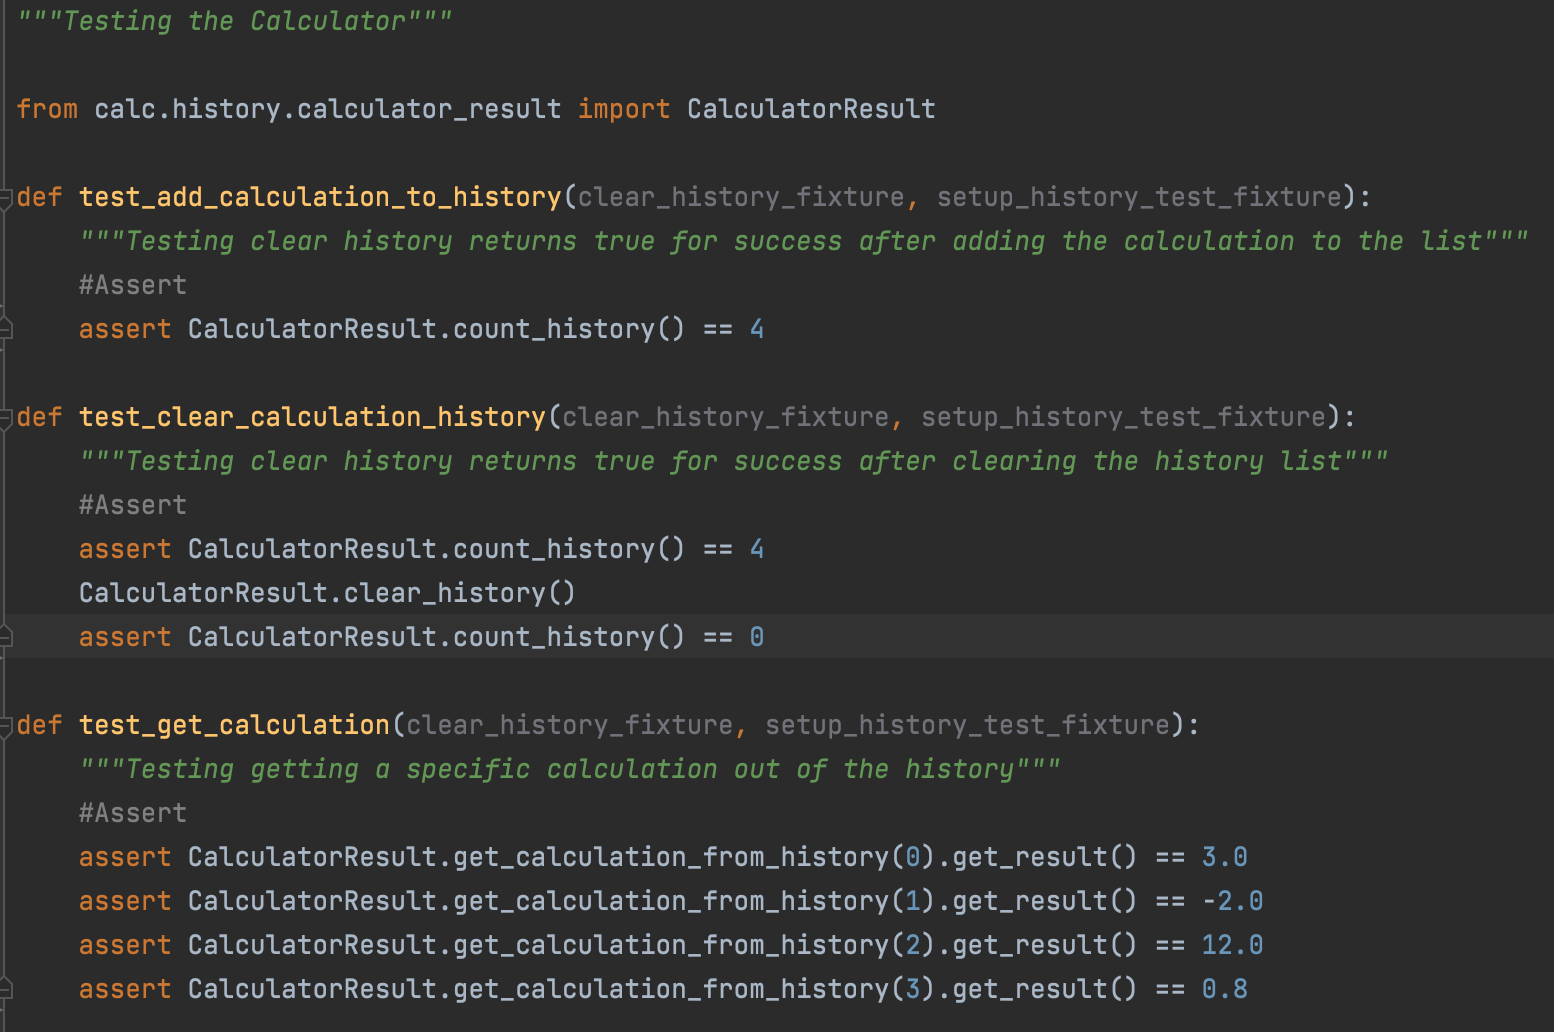 """Testing the Calculator"""
from calc.history.calculator_result import CalculatorResult
def test_add_calculation_to_history(clear_history_fixture, setup_history_test_fixture):
    """Testing clear history returns true for success after adding the calculation to the list"""
    #Assert
    assert CalculatorResult.count_history() == 4
def test_clear_calculation_history(clear_history_fixture, setup_history_test_fixture):
    """Testing clear history returns true for success after clearing the history list"""
    #Assert
    assert CalculatorResult.count_history() == 4
    CalculatorResult.clear_history()
    assert CalculatorResult.count_history() == 0
def test_get_calculation(clear_history_fixture, setup_history_test_fixture):
    """Testing getting a specific calculation out of the history"""
    #Assert
    assert CalculatorResult.get_calculation_from_history(0).get_result() == 3.0
    assert CalculatorResult.get_calculation_from_history(1).get_result() == -2.0
    assert CalculatorResult.get_calculation_from_history(2).get_result() == 12.0
    assert CalculatorResult.get_calculation_from_history(3).get_result() == 0.8